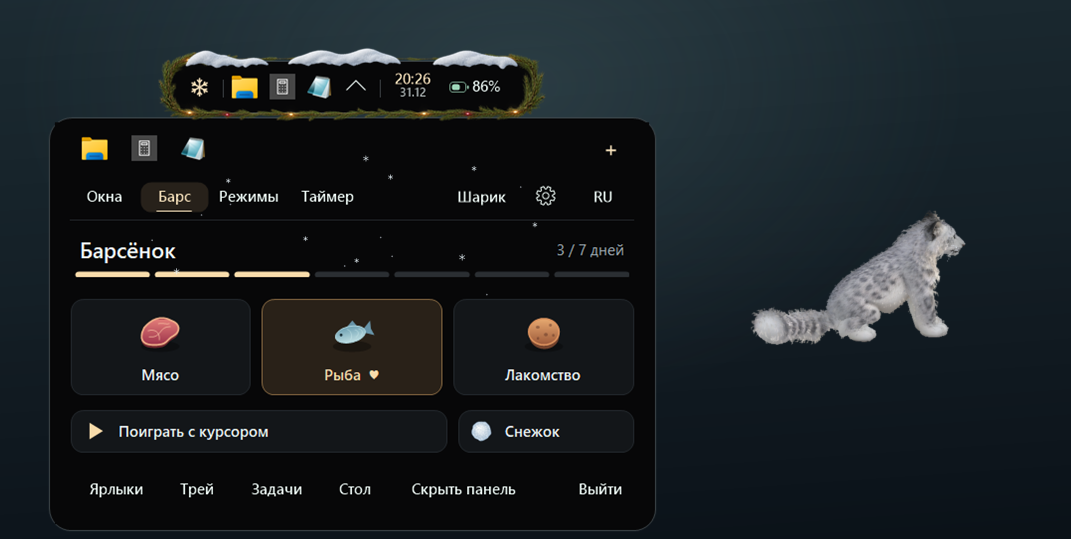 20:26
31.12
86%
+
Окна Барс Режимы Таймер Шарик RU
Барсёнок 3 / 7 дней
Мясо Рыба Лакомство
Поиграть с курсором Снежок
Ярлыки Трей Задачи Стол Скрыть панель Выйти